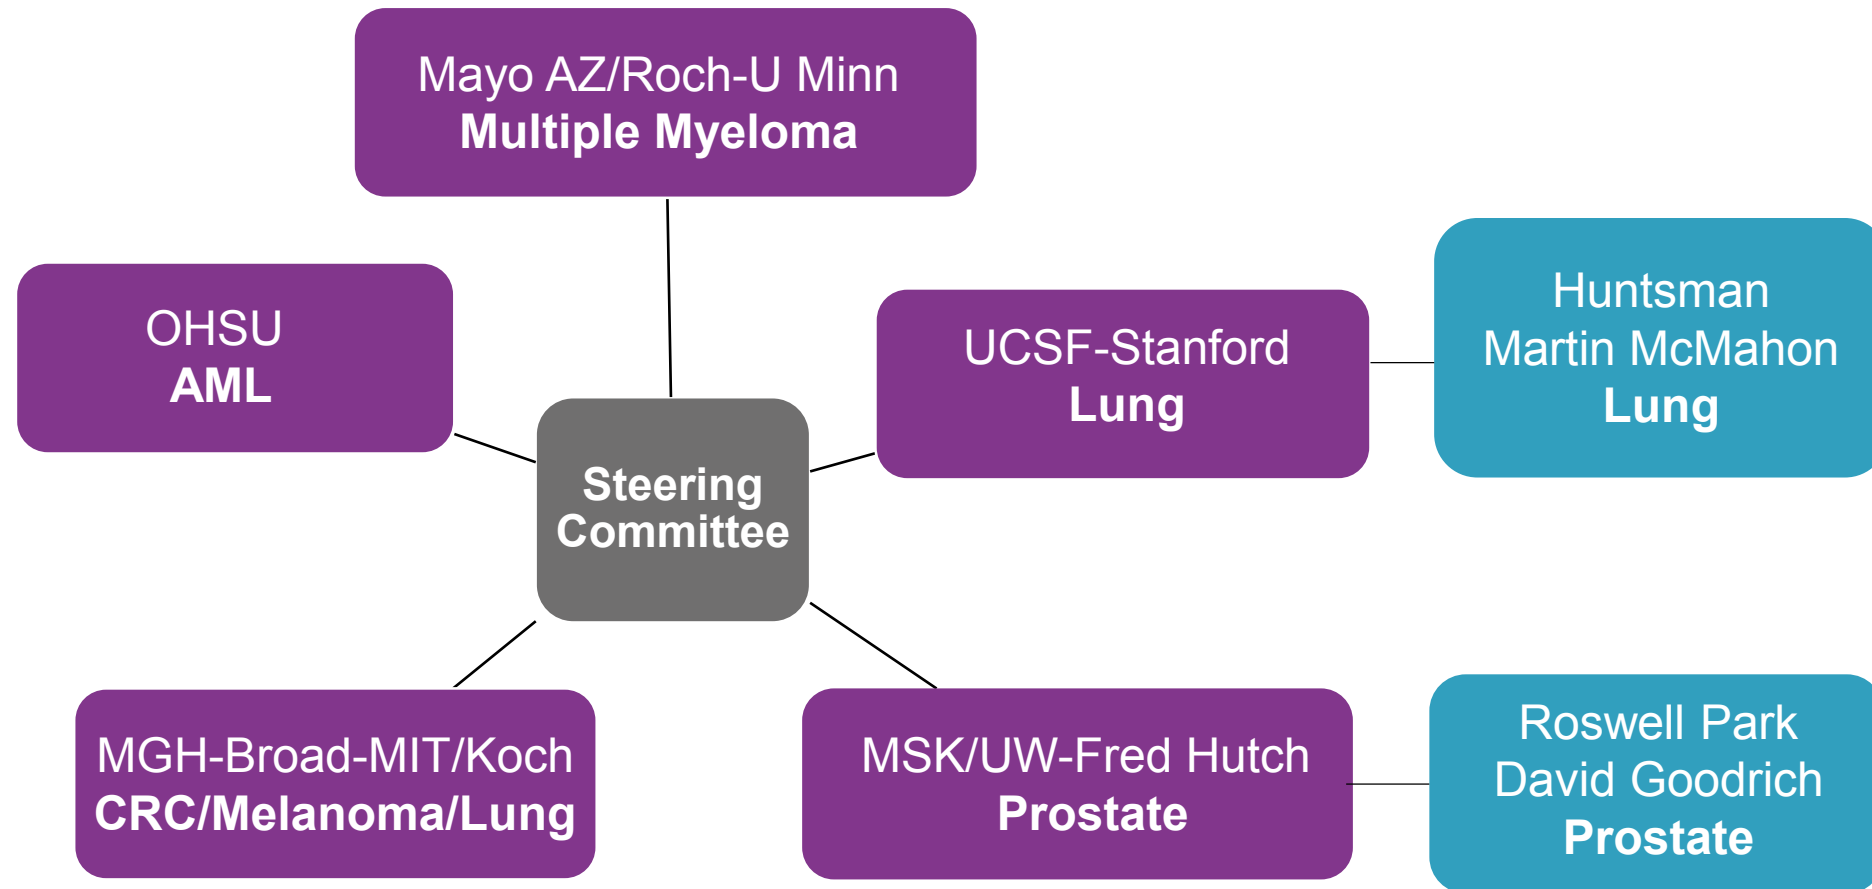 Mayo AZ/Roch-U Minn
Multiple Myeloma
OHSU
AML
UCSF-Stanford
Lung
Huntsman
Martin McMahon
Lung
Steering
Committee
MGH-Broad-MIT/Koch
CRC/Melanoma/Lung
MSK/UW-Fred Hutch
Prostate
Roswell Park
David Goodrich
Prostate